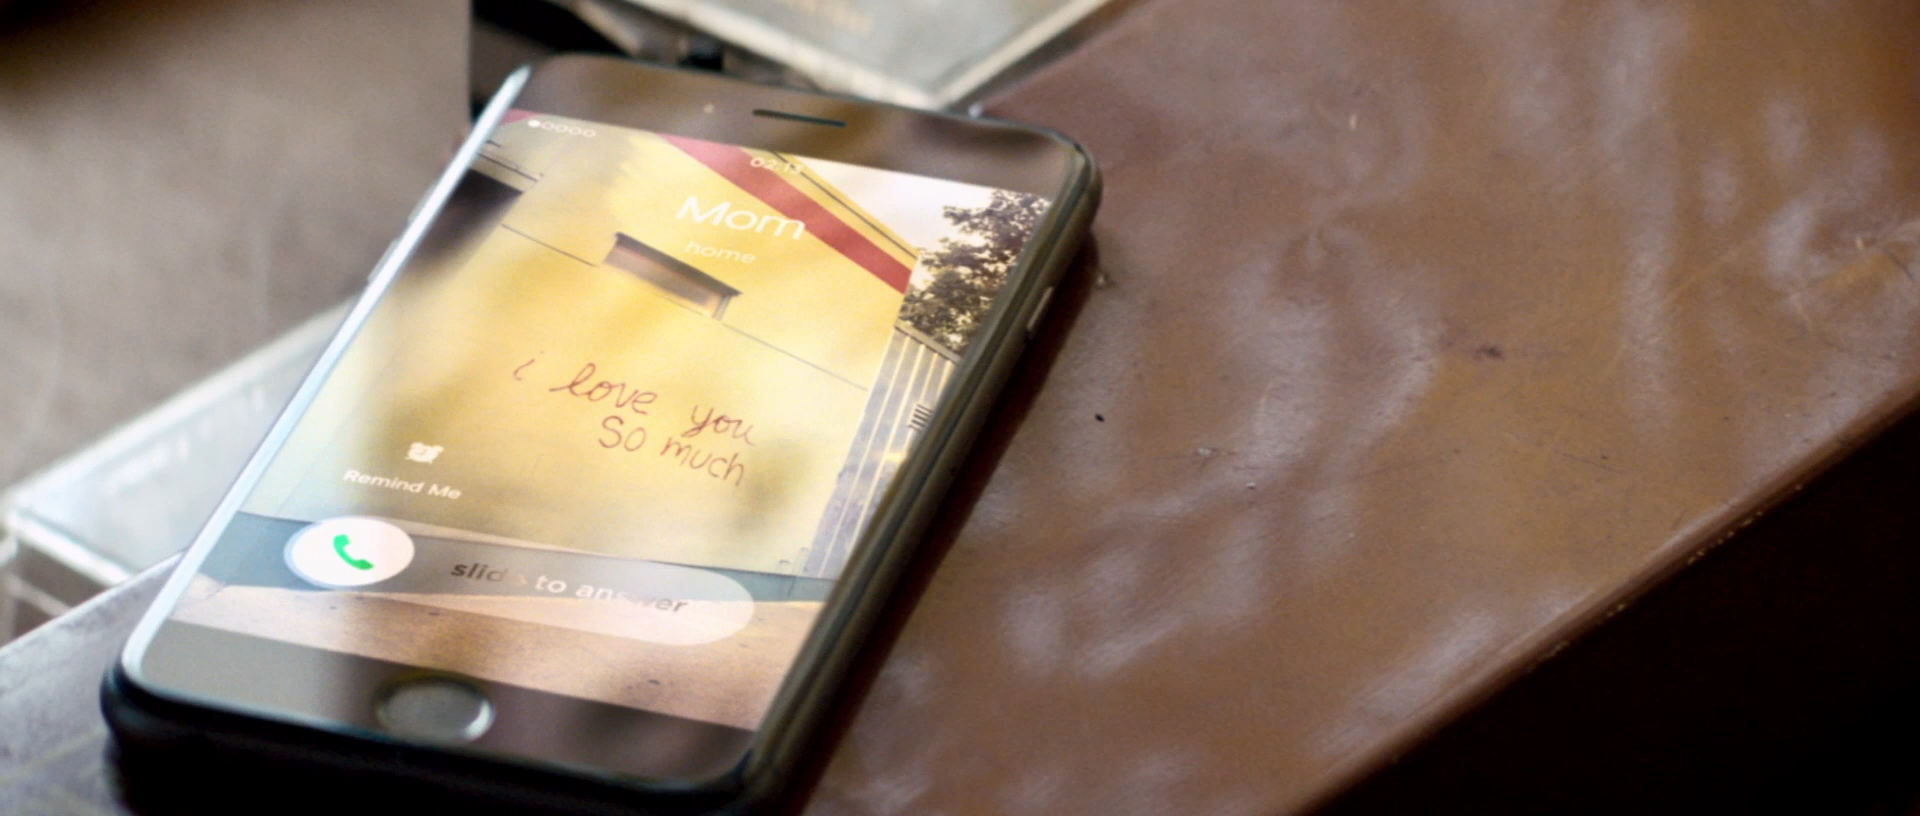 Mom
home
i love you
So much
Remind Me
slide to answer